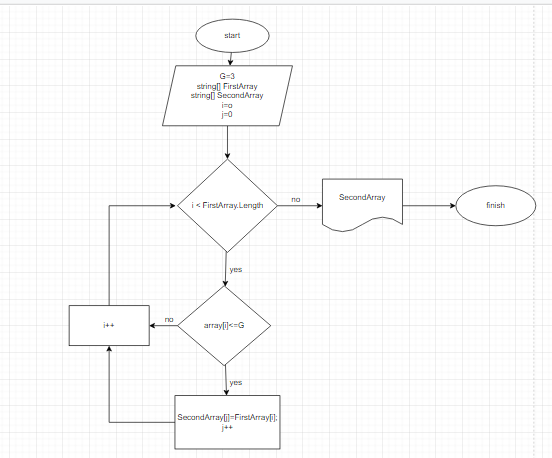 start
G=3
string[] FirstArray
string[] SecondArray
i=o
j=0
i < FirstArray.Length
no
SecondArray
finish
yes
array[i]<=G
no
i++
yes
SecondArray[j]=FirstArray[i];
j++